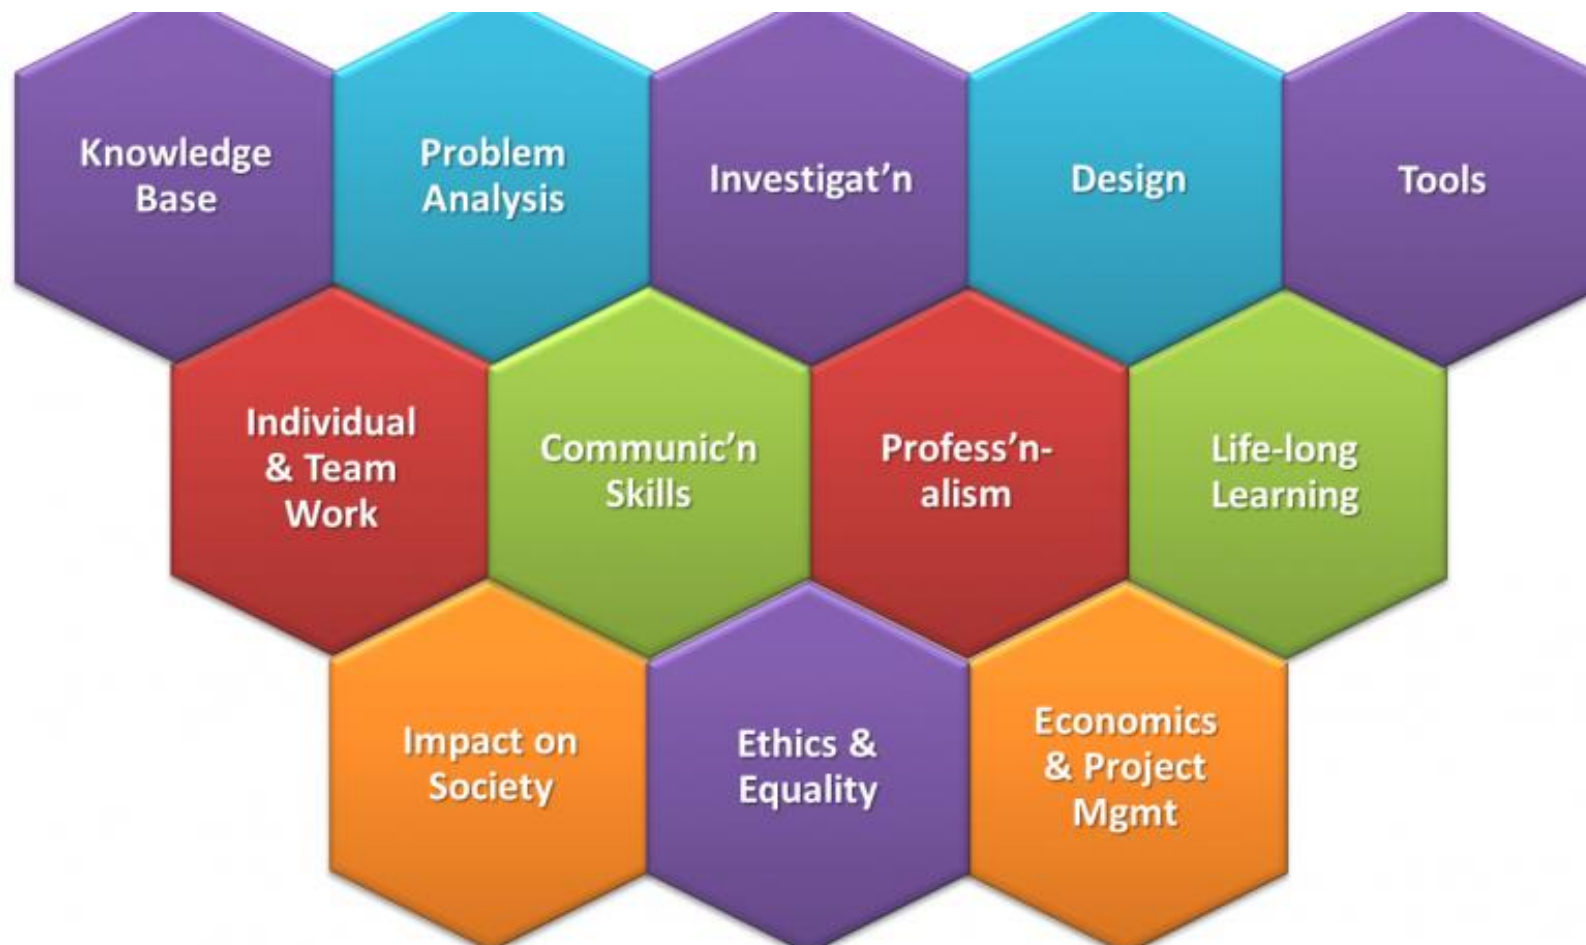 Knowledge
Base
Problem
Analysis
Investigat’n
Design
Tools
Individual
& Team
Work
Communic’n
Skills
Profess’n-
alism
Life-long
Learning
Impact on
Society
Ethics &
Equality
Economics
& Project
Mgmt